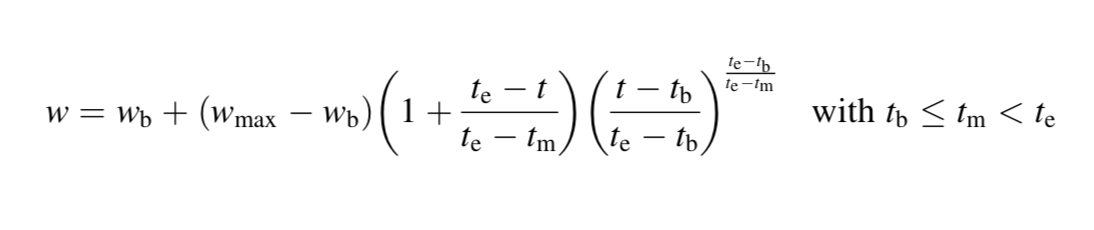 w = w_b + (w_max − w_b)(1 + (t_e − t)/(t_e − t_m))((t − t_b)/(t_e − t_b))^((t_e−t_b)/(t_e−t_m)) with t_b ≤ t_m < t_e